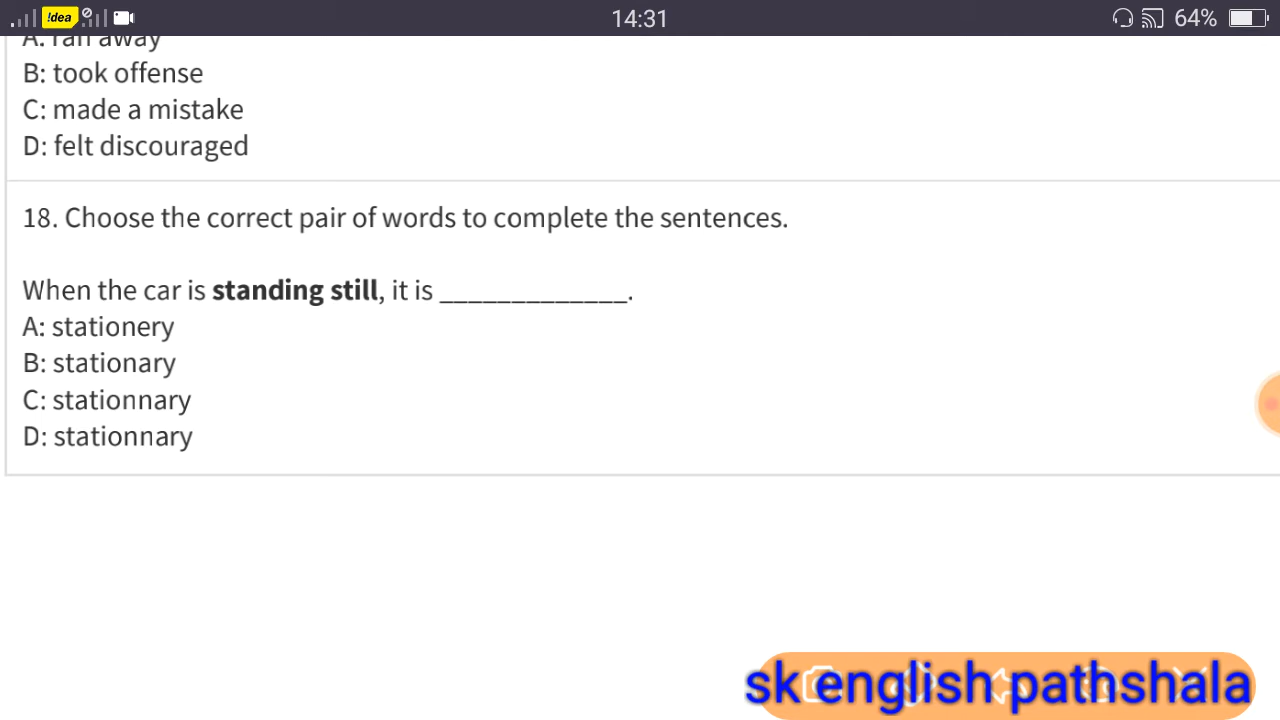 !dea
14:31
64%
A: ran away
B: took offense
C: made a mistake
D: felt discouraged
18. Choose the correct pair of words to complete the sentences.
When the car is standing still, it is _____________.
A: stationery
B: stationary
C: stationnary
D: stationnary
sk english pathshala